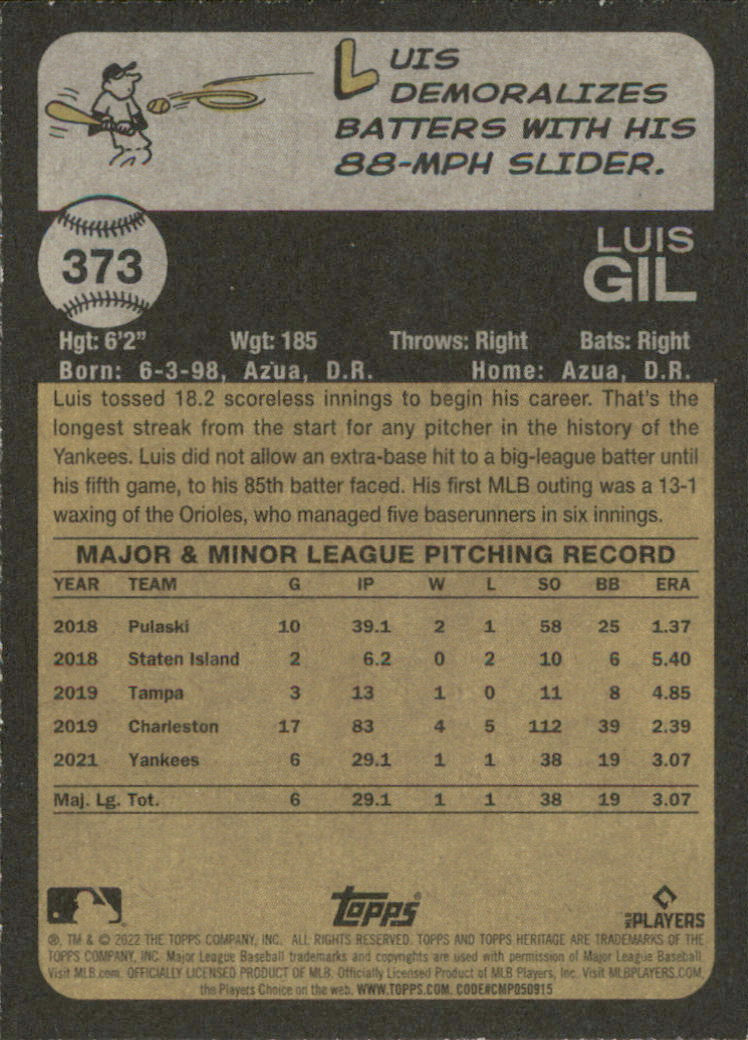 LUIS
DEMORALIZES
BATTERS WITH HIS
88-MPH SLIDER.
373
LUIS
GIL
Hgt: 6'2" Wgt: 185 Throws: Right Bats: Right
Born: 6-3-98, Azua, D.R. Home: Azua, D.R.
Luis tossed 18.2 scoreless innings to begin his career. That's the
longest streak from the start for any pitcher in the history of the
Yankees. Luis did not allow an extra-base hit to a big-league batter until
his fifth game, to his 85th batter faced. His first MLB outing was a 13-1
waxing of the Orioles, who managed five baserunners in six innings.
MAJOR & MINOR LEAGUE PITCHING RECORD
YEAR TEAM G IP W L SO BB ERA
2018 Pulaski 10 39.1 2 1 58 25 1.37
2018 Staten Island 2 6.2 0 2 10 6 5.40
2019 Tampa 3 13 1 0 11 8 4.85
2019 Charleston 17 83 4 5 112 39 2.39
2021 Yankees 6 29.1 1 1 38 19 3.07
Maj. Lg. Tot. 6 29.1 1 1 38 19 3.07
Topps
MLB PLAYERS
®, TM & © 2022 THE TOPPS COMPANY, INC. ALL RIGHTS RESERVED. TOPPS AND TOPPS HERITAGE ARE TRADEMARKS OF THE
TOPPS COMPANY, INC. Major League Baseball trademarks and copyrights are used with permission of Major League Baseball.
Visit MLB.com. OFFICIALLY LICENSED PRODUCT OF MLB. Officially Licensed Product of MLB Players, Inc. Visit MLBPLAYERS.COM,
the Players Choice on the web. WWW.TOPPS.COM. CODE#CMP050915